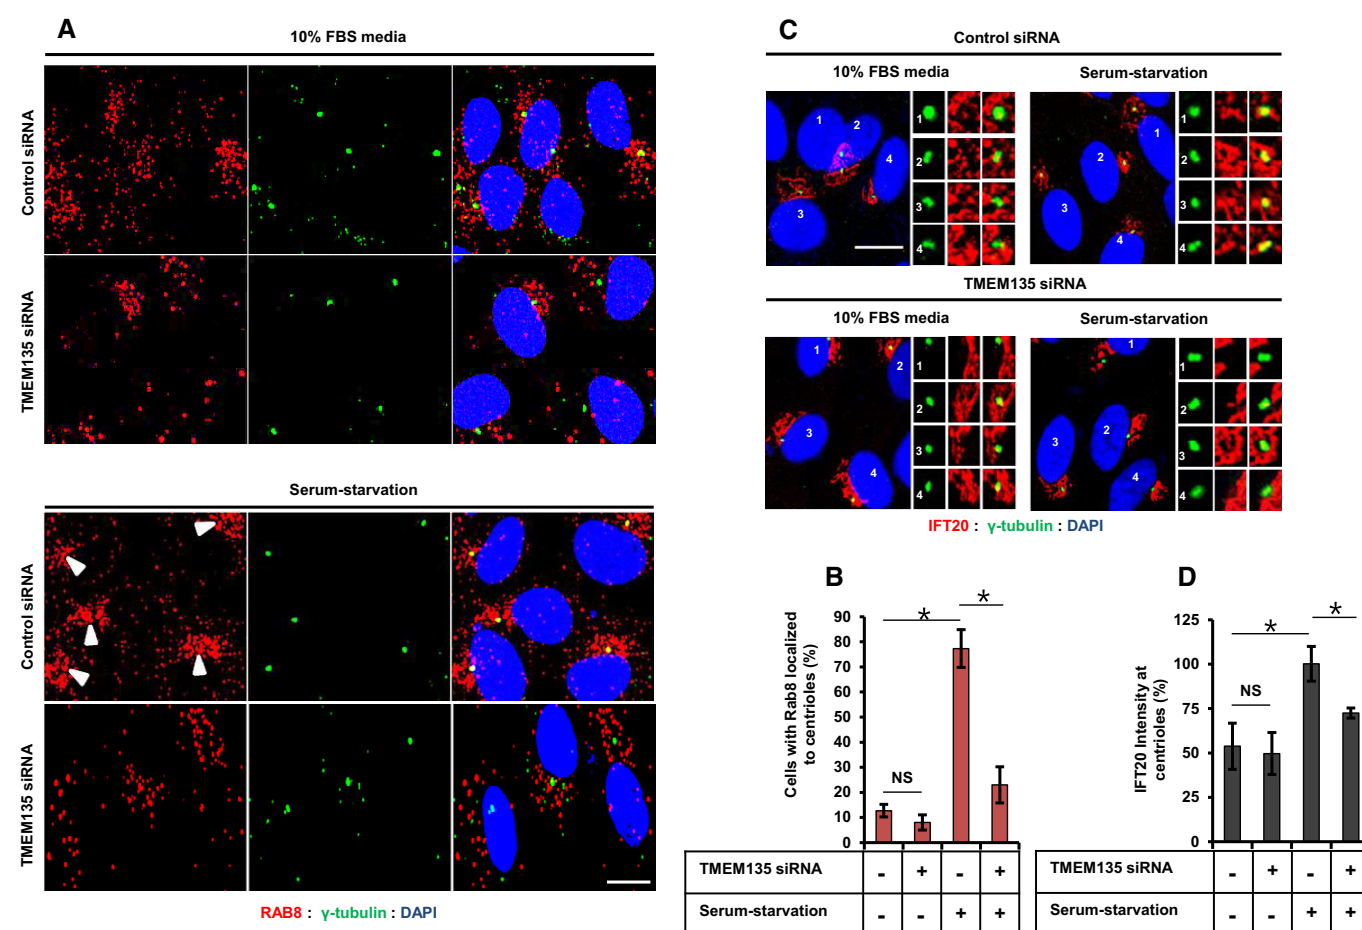 A
10% FBS media
Control siRNA
TMEM135 siRNA
Serum-starvation
Control siRNA
TMEM135 siRNA
RAB8 : γ-tubulin : DAPI
C
Control siRNA
10% FBS media
Serum-starvation
1
2
4
3
1
2
3
4
1
2
3
4
1
2
3
4
TMEM135 siRNA
10% FBS media
Serum-starvation
1
2
3
4
1
2
3
4
1
2
3
4
1
2
3
4
IFT20 : γ-tubulin : DAPI
B
Cells with Rab8 localized
to centrioles (%)
90
80
70
60
50
40
30
20
10
0
NS
*
*
TMEM135 siRNA - + - +
Serum-starvation - - + +
D
IFT20 Intensity at
centrioles (%)
125
100
75
50
25
0
NS
*
*
TMEM135 siRNA - + - +
Serum-starvation - - + +